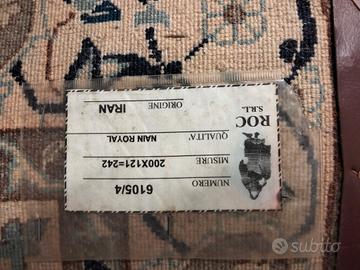 ROC
S.R.L.
NUMERO 6105/4
MISURE 200X121=242
QUALITA' NAIN ROYAL
ORIGINE IRAN
subito